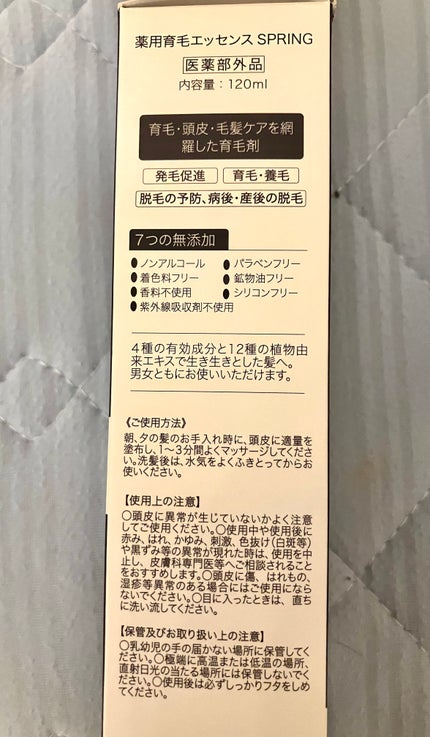 薬用育毛エッセンス SPRING
医薬部外品
内容量：120ml
育毛・頭皮・毛髪ケアを網
羅した育毛剤
発毛促進
育毛・養毛
脱毛の予防、病後・産後の脱毛
7つの無添加
●ノンアルコール ●パラベンフリー
●着色料フリー ●鉱物油フリー
●香料不使用 ●シリコンフリー
●紫外線吸収剤不使用
4種の有効成分と12種の植物由
来エキスで生き生きとした髪へ。
男女ともにお使いいただけます。
《ご使用方法》
朝、夕の髪のお手入れ時に、頭皮に適量を
塗布し、1～3分間よくマッサージしてくださ
い。洗髪後は、水気をよくふきとってからお
使いください。
【使用上の注意】
○頭皮に異常が生じていないかよく注意
してご使用ください。○使用中や使用後に
赤み、はれ、かゆみ、刺激、色抜け(白斑等)
や黒ずみ等の異常が現れた時は、使用を中
止し、皮膚科専門医等へご相談されること
をおすすめします。○頭皮に傷、はれもの、
湿疹等異常のある場合にはご使用になら
ないでください。○目に入ったときは、直ち
に洗い流してください。
【保管及びお取り扱い上の注意】
○乳幼児の手の届かない場所に保管してく
ださい。○極端に高温または低温の場所、
直射日光の当たる場所には保管しないでく
ださい。○使用後は必ずしっかりフタをしめ
てください。